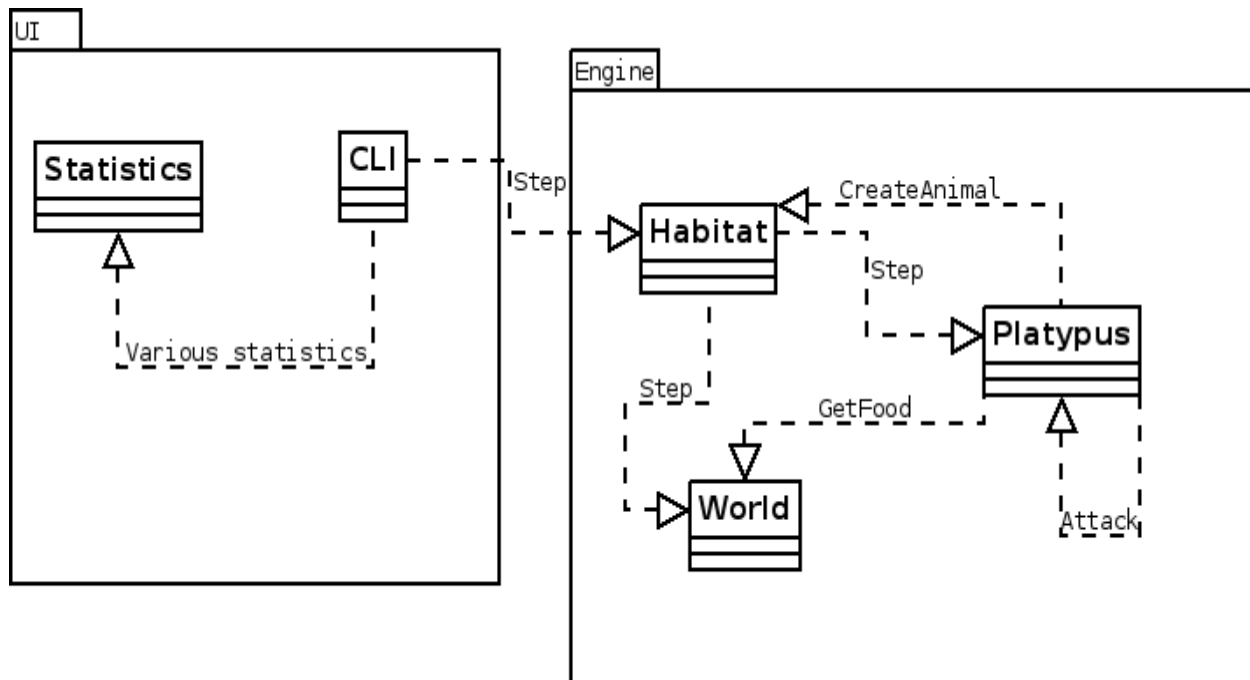 UI
Engine
Statistics
CLI
Step
CreateAnimal
Habitat
Step
Platypus
Various statistics
Step
GetFood
World
Attack